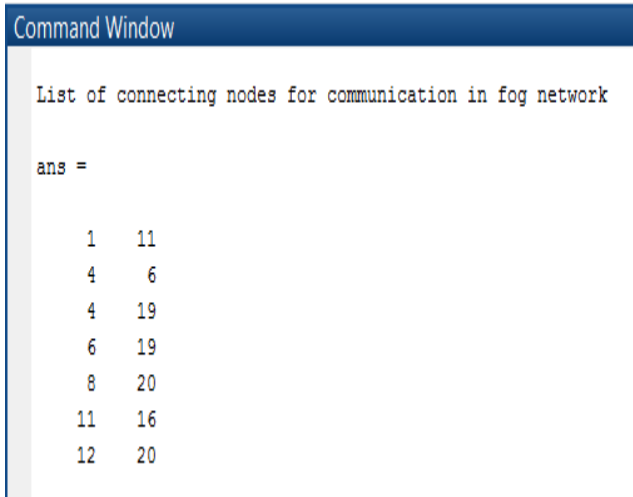 Command Window
List of connecting nodes for communication in fog network
ans =
1 11
4 6
4 19
6 19
8 20
11 16
12 20